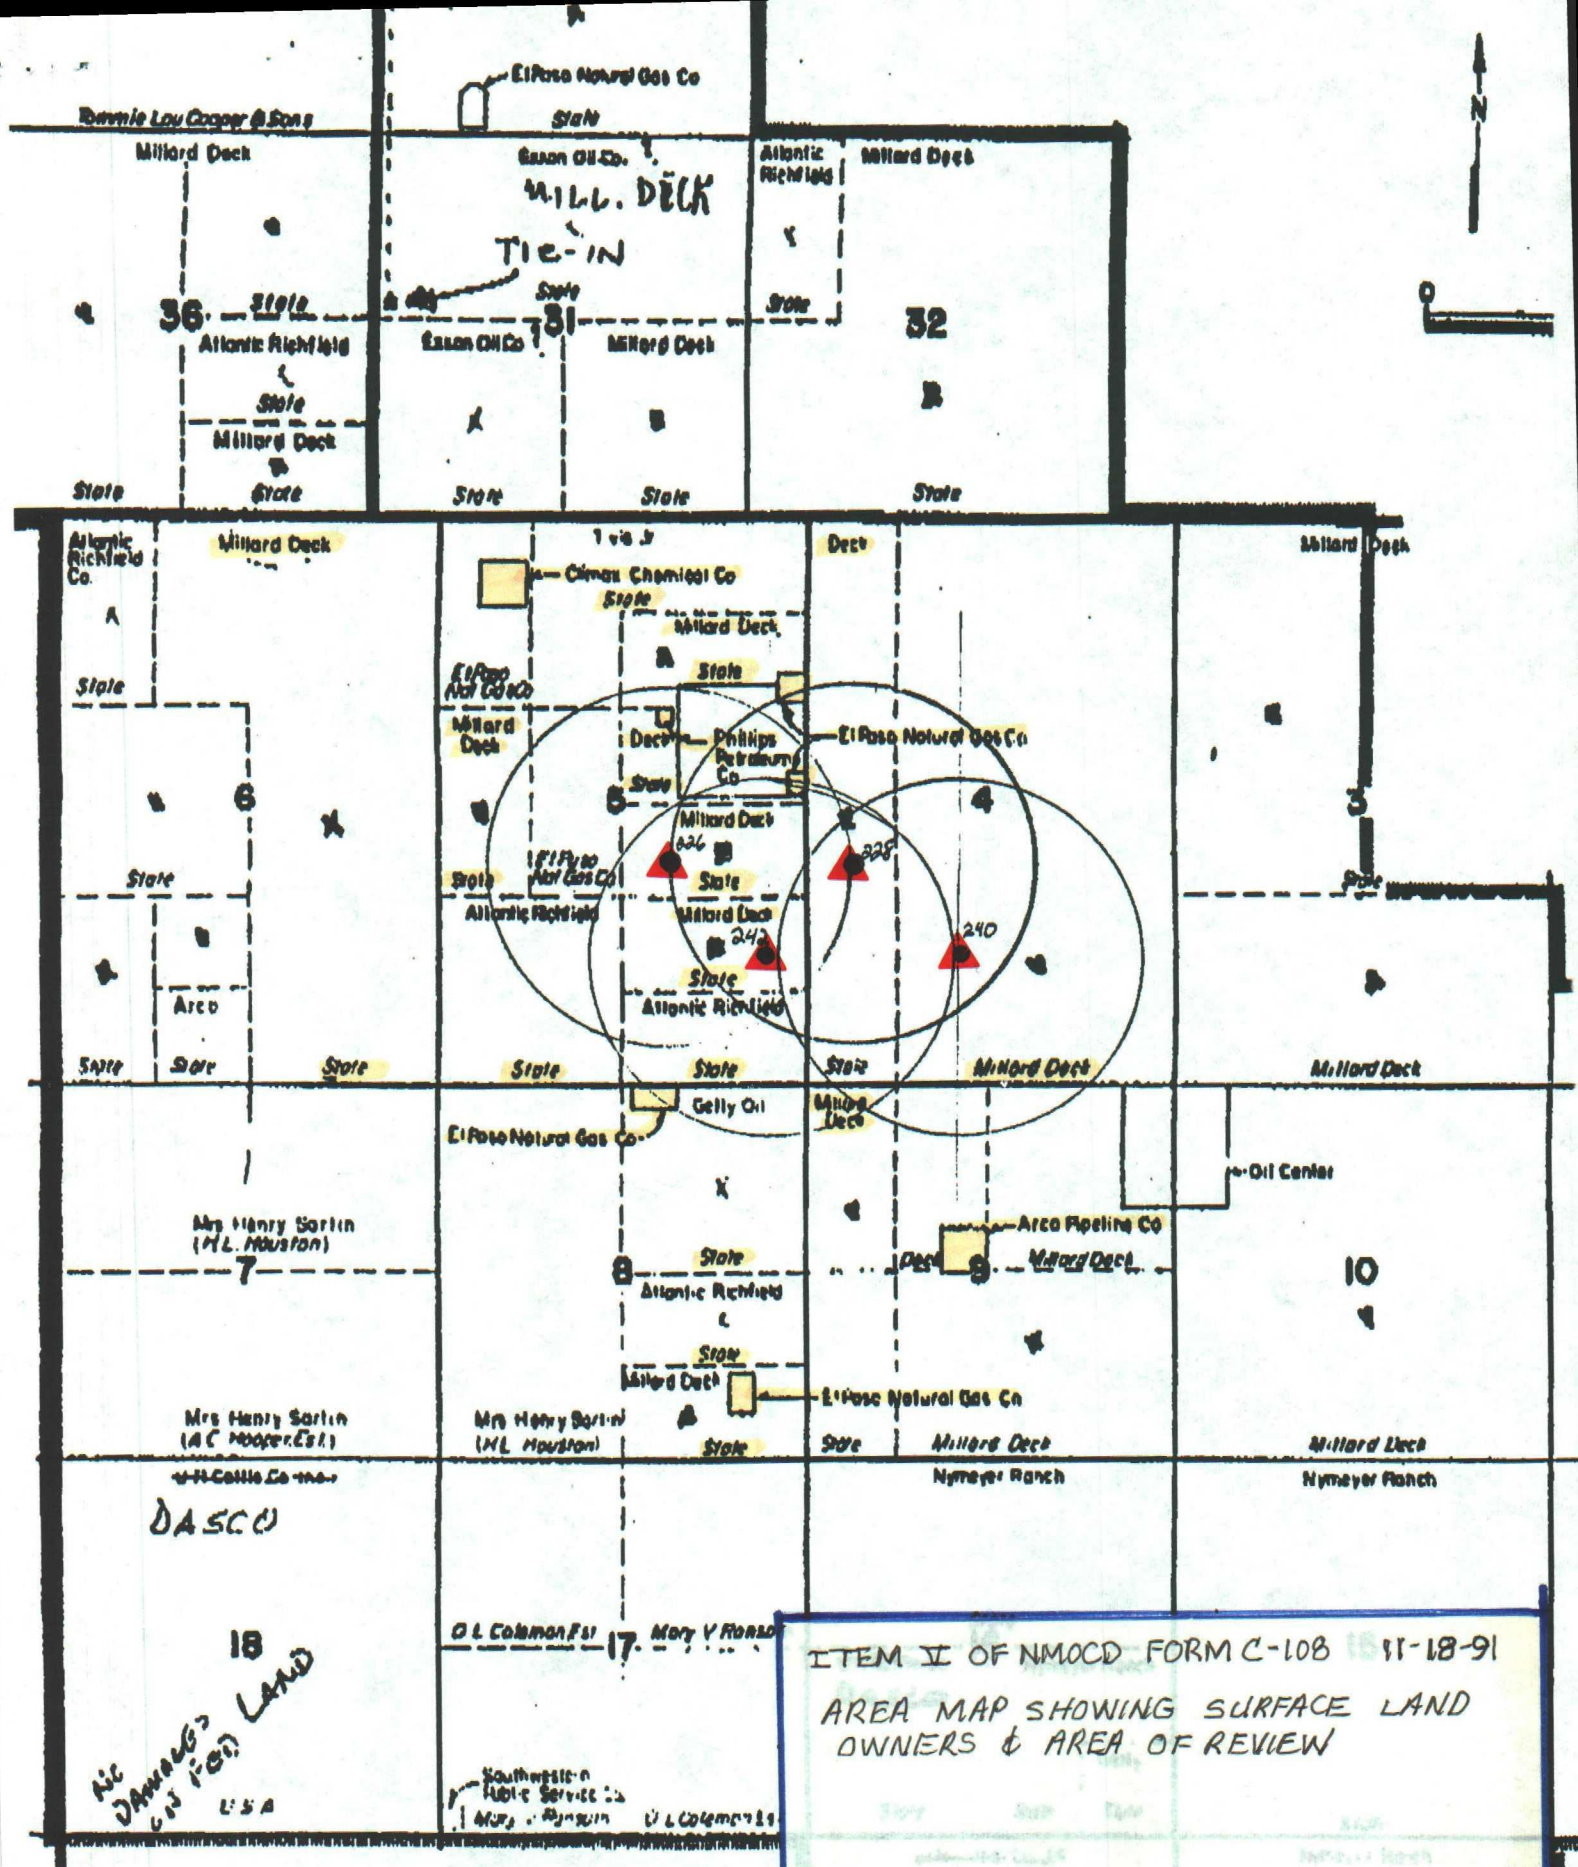 El Paso Natural Gas Co
State
Tommie Lou Cooper & Sons
Millard Deck
Exxon Oil Co.
MILL. DECK
TIE-IN
Atlantic
Richfield
Millard Deck
N
0
36
State
State
31
State
32
Atlantic Richfield
Exxon Oil Co
Millard Deck
State
Millard Deck
State
State
State
State
State
Atlantic
Richfield
Co.
Millard Deck
Deck
Millard Deck
Climax Chemical Co
State
Millard Deck
State
State
El Paso
Nat Gas Co
Millard
Deck
Deck
Phillips
Petroleum
Co
El Paso Natural Gas Co
State
6
5
4
3
Millard Deck
226
228
State
State
El Paso
Nat Gas Co
State
State
Atlantic Richfield
Millard Deck
242
240
State
Arco
Atlantic Richfield
State
State
State
State
State
State
Millard Deck
Millard Deck
Getty Oil
Millard
Deck
El Paso Natural Gas Co
Oil Center
Mrs Henry Sartin
(H.L. Houston)
Arco Pipeline Co
7
8
State
Deck
9
Millard Deck
10
Atlantic Richfield
State
Millard Deck
El Paso Natural Gas Co
Mrs Henry Sartin
(A C Hooper Est.)
Mrs Henry Sartin
(H L Houston)
State
State
Millard Deck
Millard Deck
Nymeyer Ranch
Nymeyer Ranch
DASCO
18
O L Coleman Est
17
Mary V
LAND
DAMAGES
USA
Southwestern
Public Service Co
O L Coleman
ITEM V OF NMOCD FORM C-108 11-18-91
AREA MAP SHOWING SURFACE LAND
OWNERS & AREA OF REVIEW